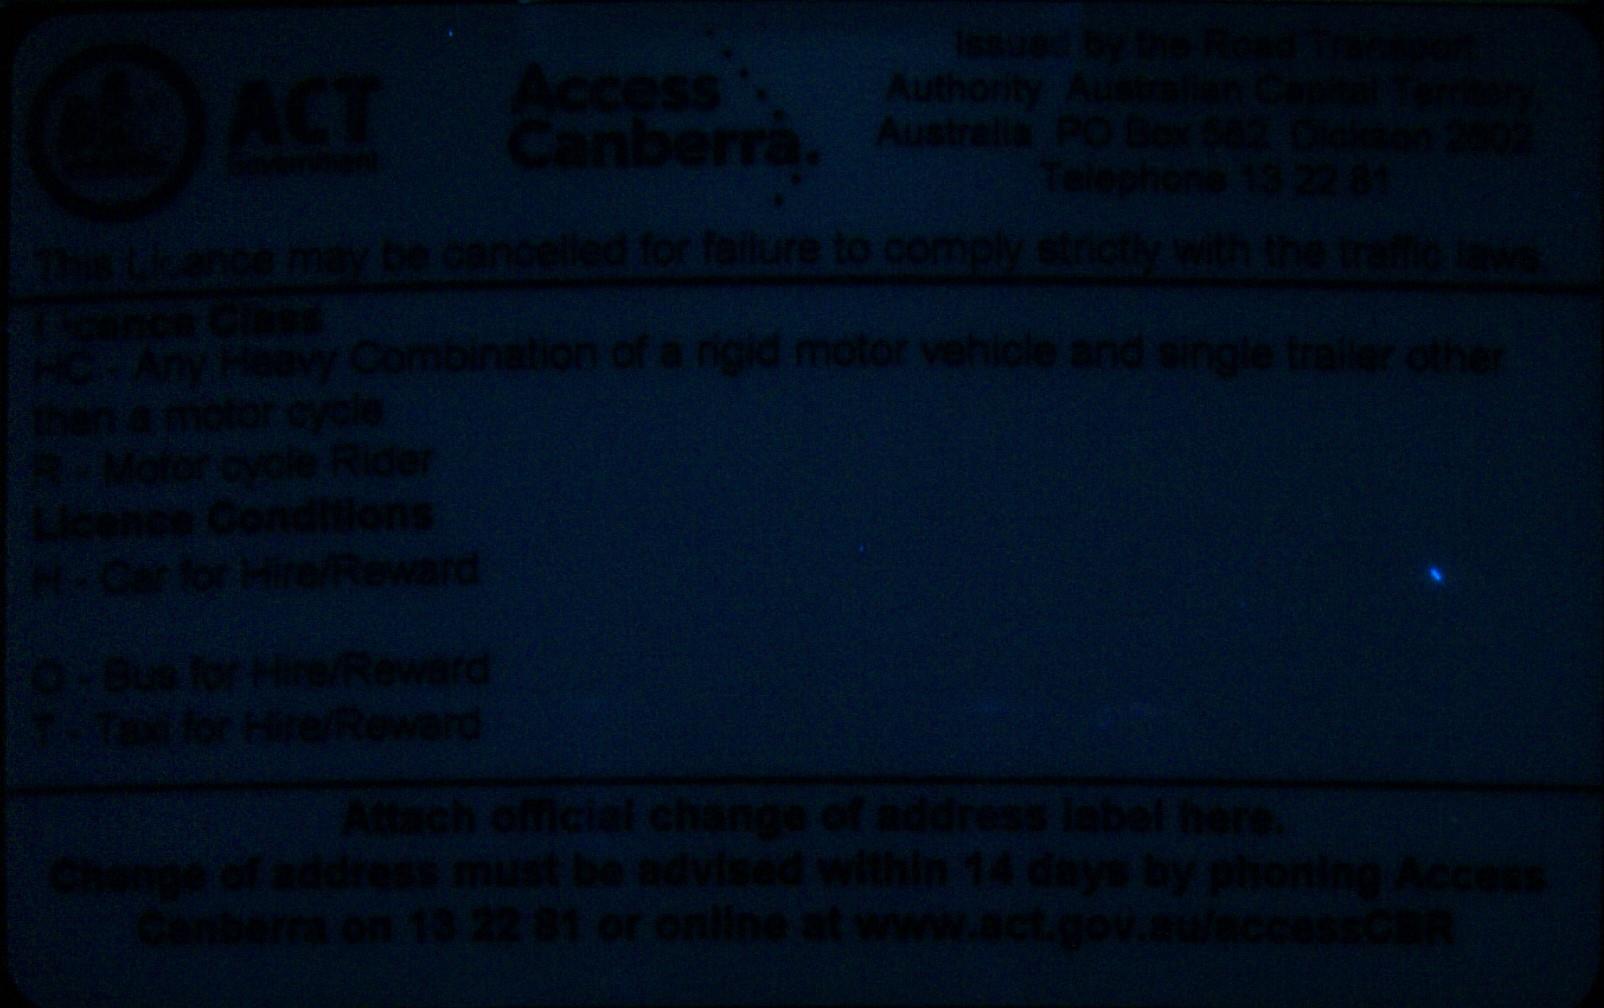 ACT
Government
Access
Canberra.
Issued by the Road Transport
Authority Australian Capital Territory,
Australia PO Box 582 Dickson 2602
Telephone 13 22 81
This Licence may be cancelled for failure to comply strictly with the traffic laws.
Licence Class
HC - Any Heavy Combination of a rigid motor vehicle and single trailer other
than a motor cycle
R - Motor cycle Rider
Licence Conditions
H - Car for Hire/Reward
O - Bus for Hire/Reward
T - Taxi for Hire/Reward
Attach official change of address label here.
Change of address must be advised within 14 days by phoning Access
Canberra on 13 22 81 or online at www.act.gov.au/accessCBR